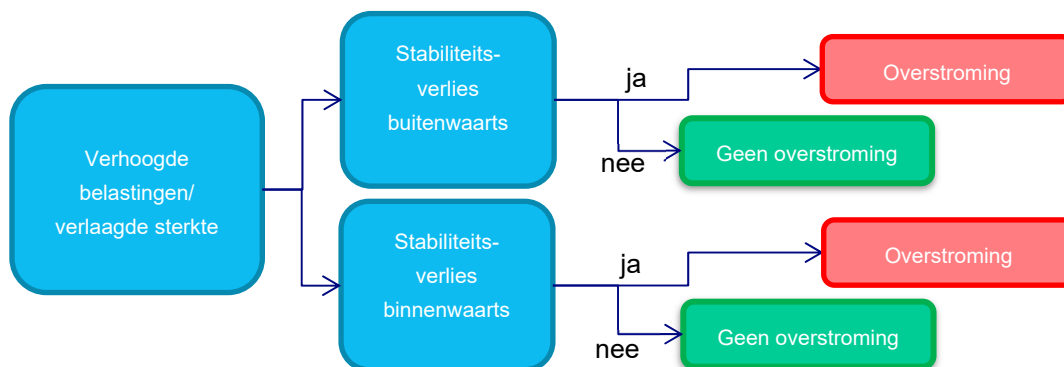 Verhoogde
belastingen/
verlaagde sterkte
Stabiliteits-
verlies
buitenwaarts
ja
Overstroming
nee
Geen overstroming
Stabiliteits-
verlies
binnenwaarts
ja
Overstroming
nee
Geen overstroming